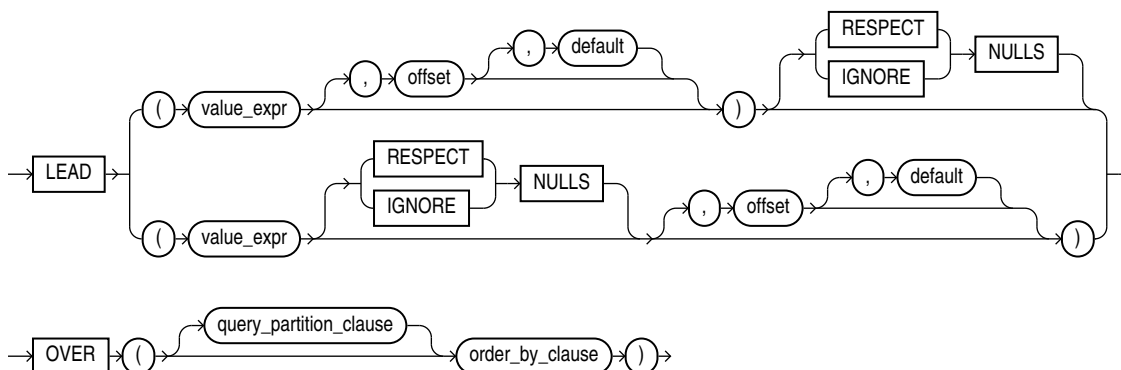 , default
RESPECT
IGNORE
NULLS
, offset
( value_expr
)
LEAD
RESPECT
IGNORE
NULLS
, default
, offset
( value_expr
)
query_partition_clause
OVER ( order_by_clause )